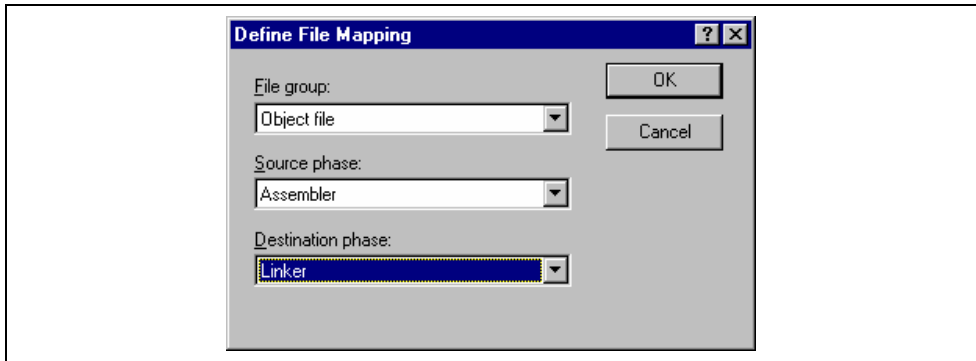 Define File Mapping
File group:
Object file
Source phase:
Assembler
Destination phase:
Linker
OK
Cancel